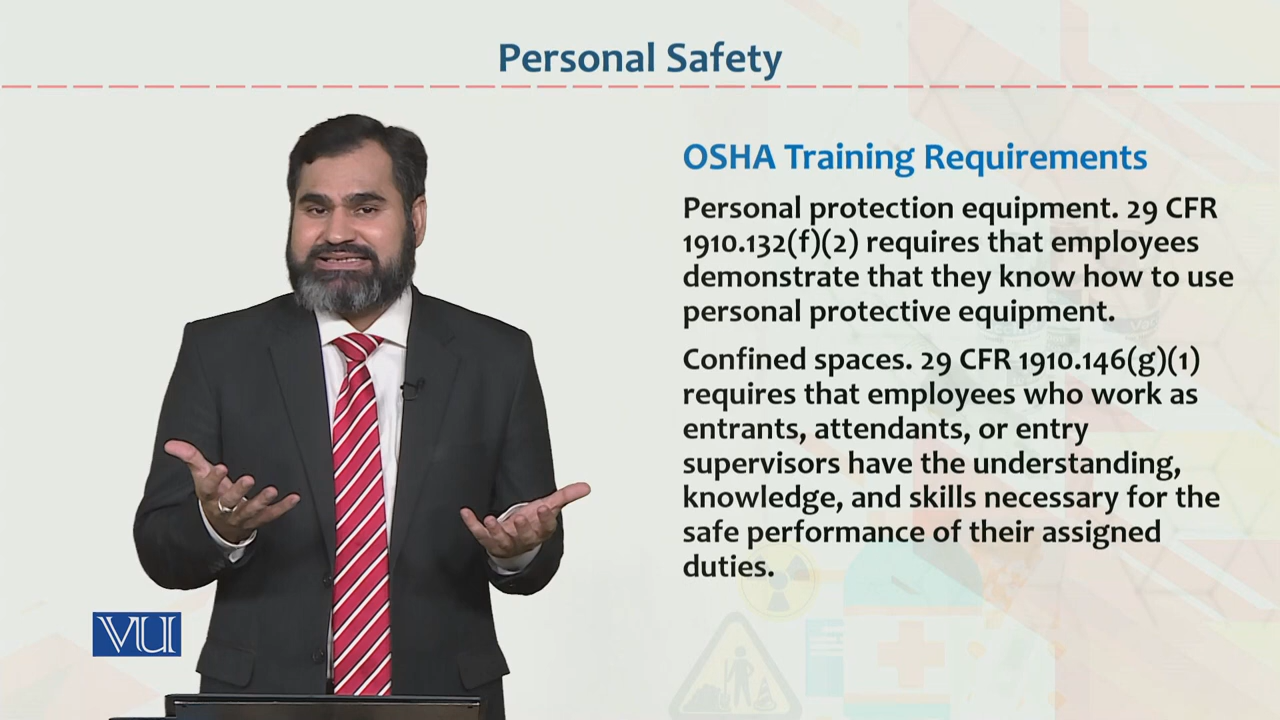 Personal Safety
OSHA Training Requirements
Personal protection equipment. 29 CFR
1910.132(f)(2) requires that employees
demonstrate that they know how to use
personal protective equipment.
Confined spaces. 29 CFR 1910.146(g)(1)
requires that employees who work as
entrants, attendants, or entry
supervisors have the understanding,
knowledge, and skills necessary for the
safe performance of their assigned
duties.
VU